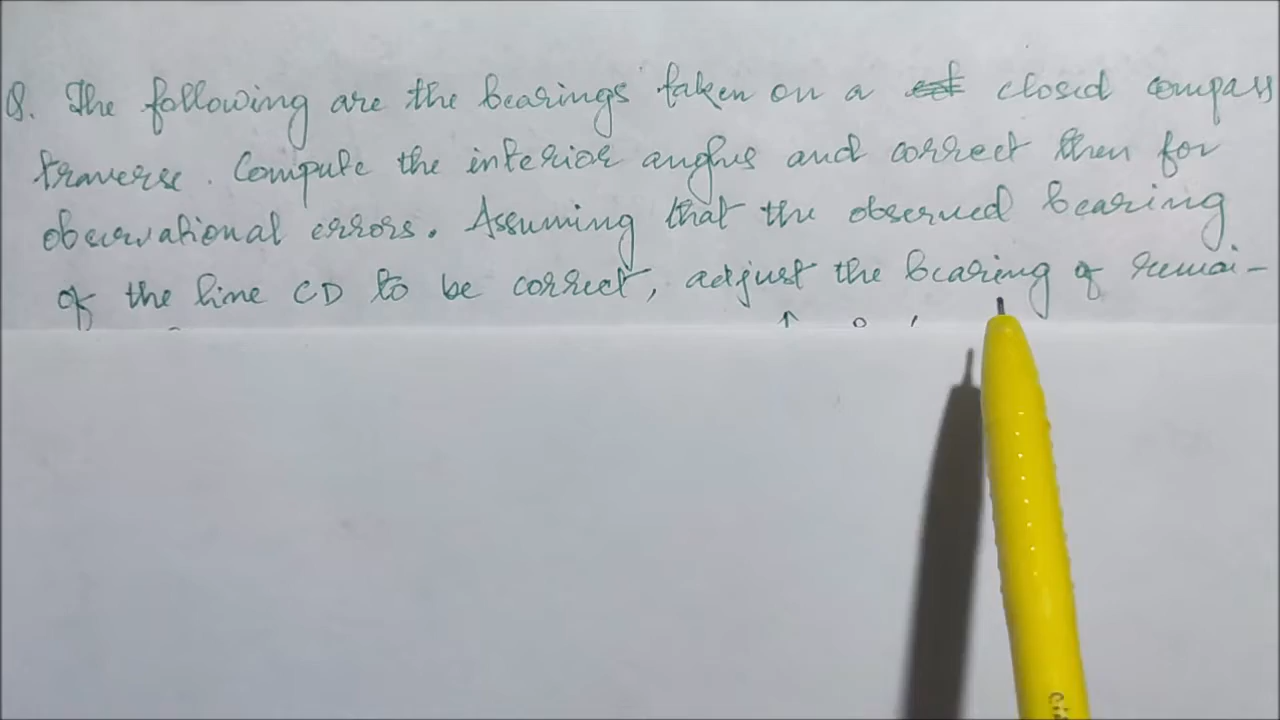 Q. The following are the bearings taken on a closed compass
traverse. Compute the interior angles and correct them for
observational errors. Assuming that the observed bearing
of the line CD to be correct, adjust the bearing of remai-